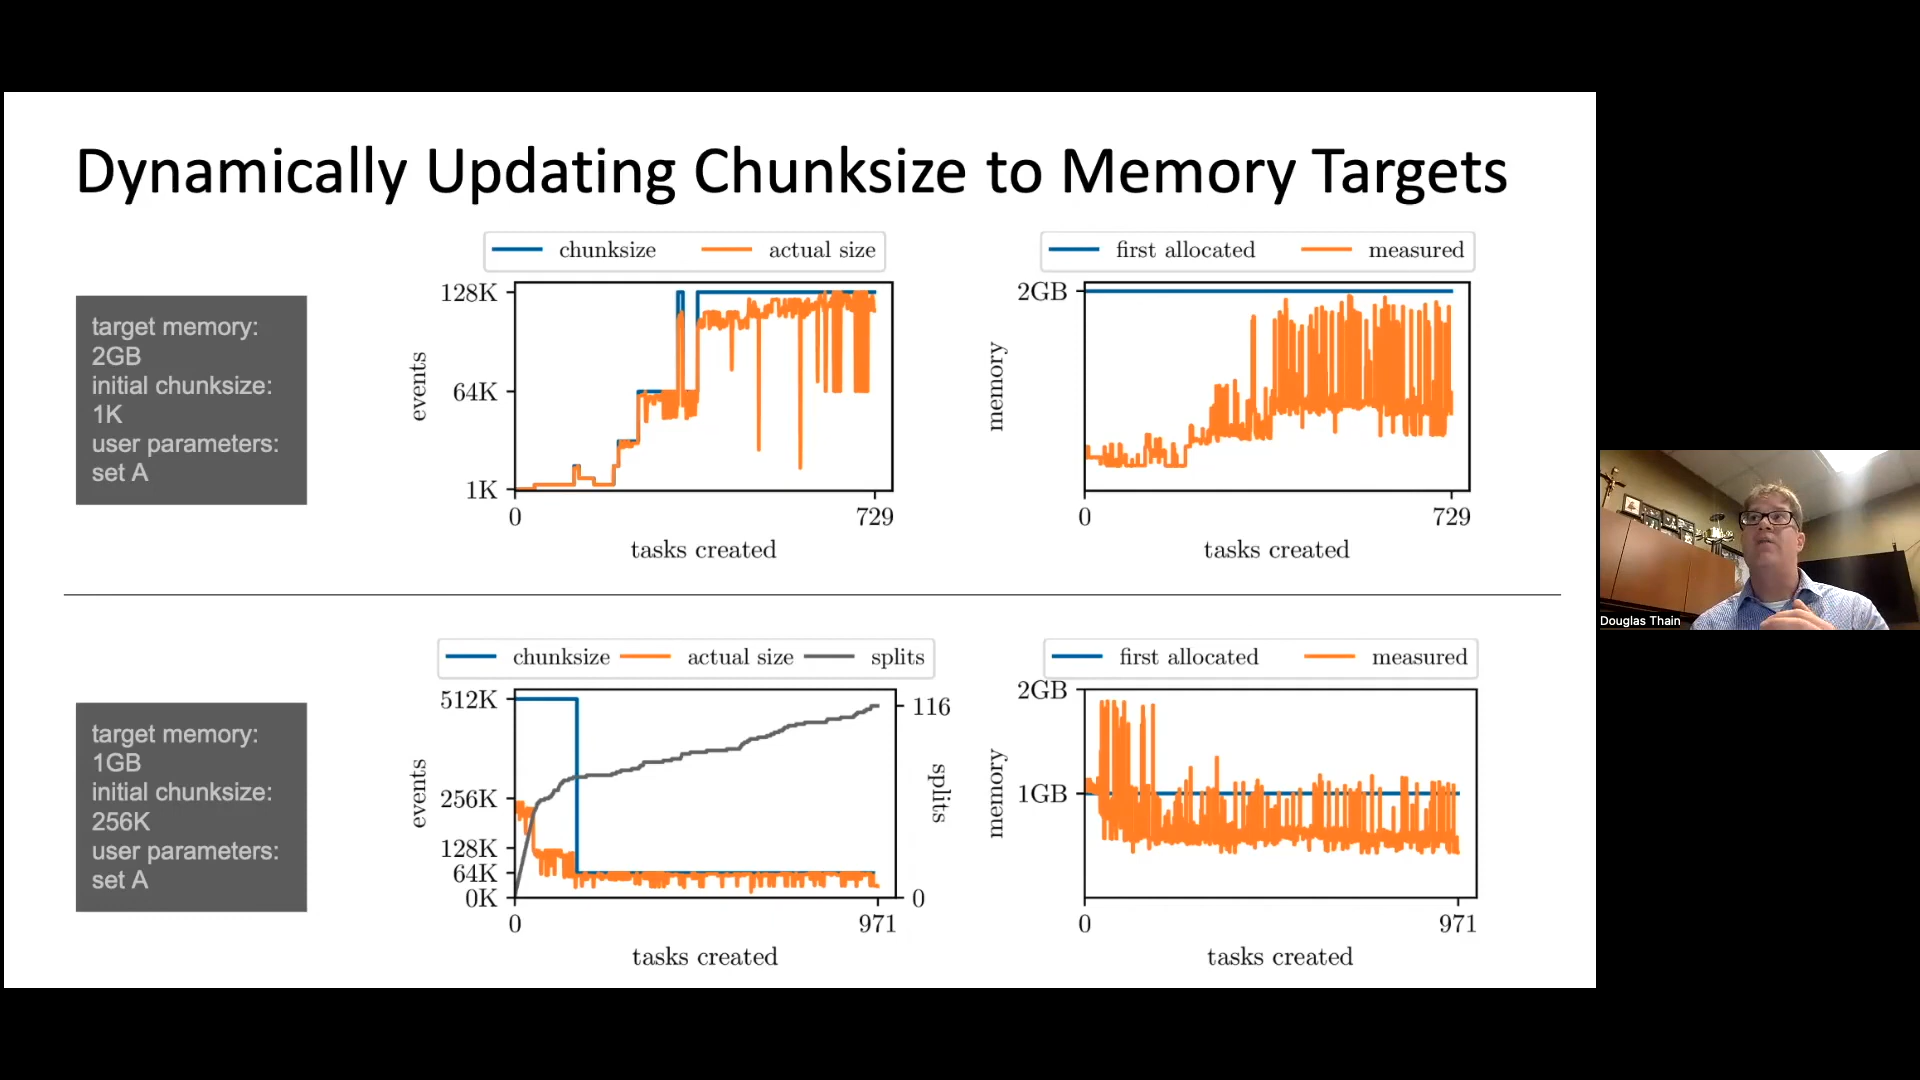 Dynamically Updating Chunksize to Memory Targets
target memory:
2GB
initial chunksize:
1K
user parameters:
set A
chunksize actual size
128K
64K
1K
events
0 729
tasks created
first allocated measured
2GB
memory
0 729
tasks created
target memory:
1GB
initial chunksize:
256K
user parameters:
set A
chunksize actual size splits
512K
256K
128K
64K
0K
events
116
0
splits
0 971
tasks created
first allocated measured
2GB
1GB
memory
0 971
tasks created
Douglas Thain